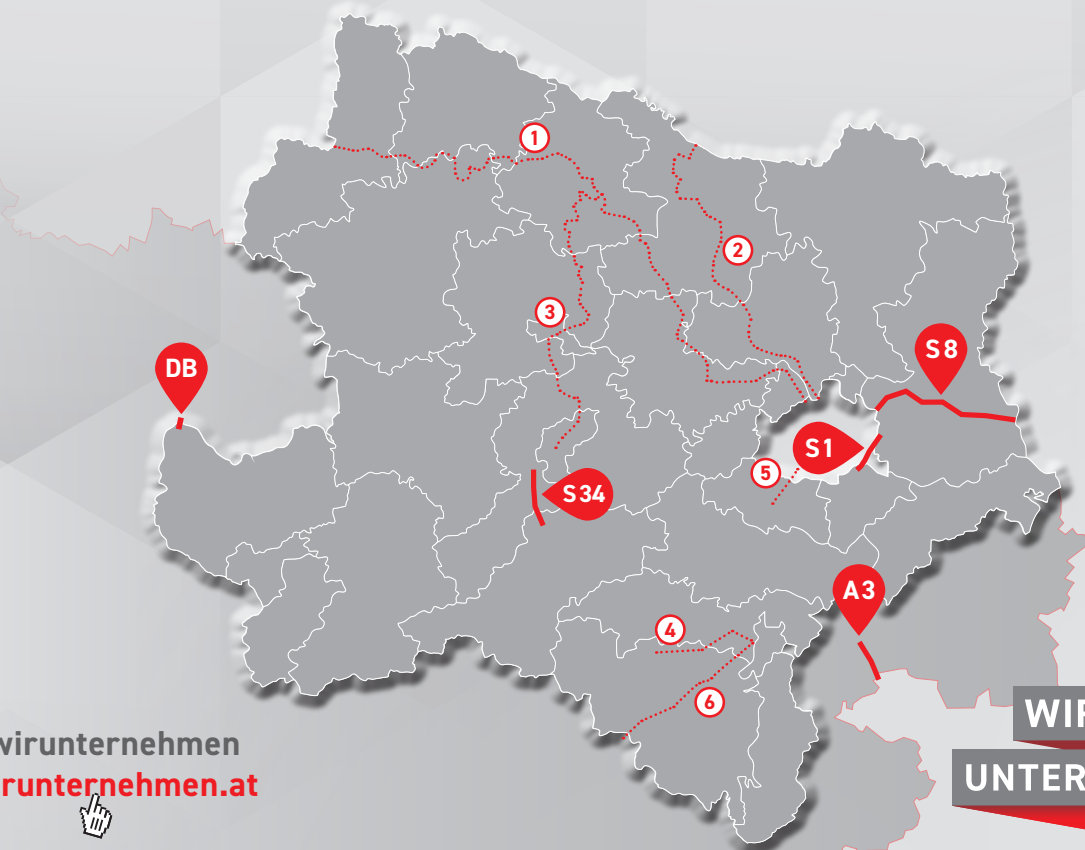 1
2
3
DB
S8
S1
5
S34
A3
4
6
wirunternehmen
runternehmen.at
WIR
UNTER